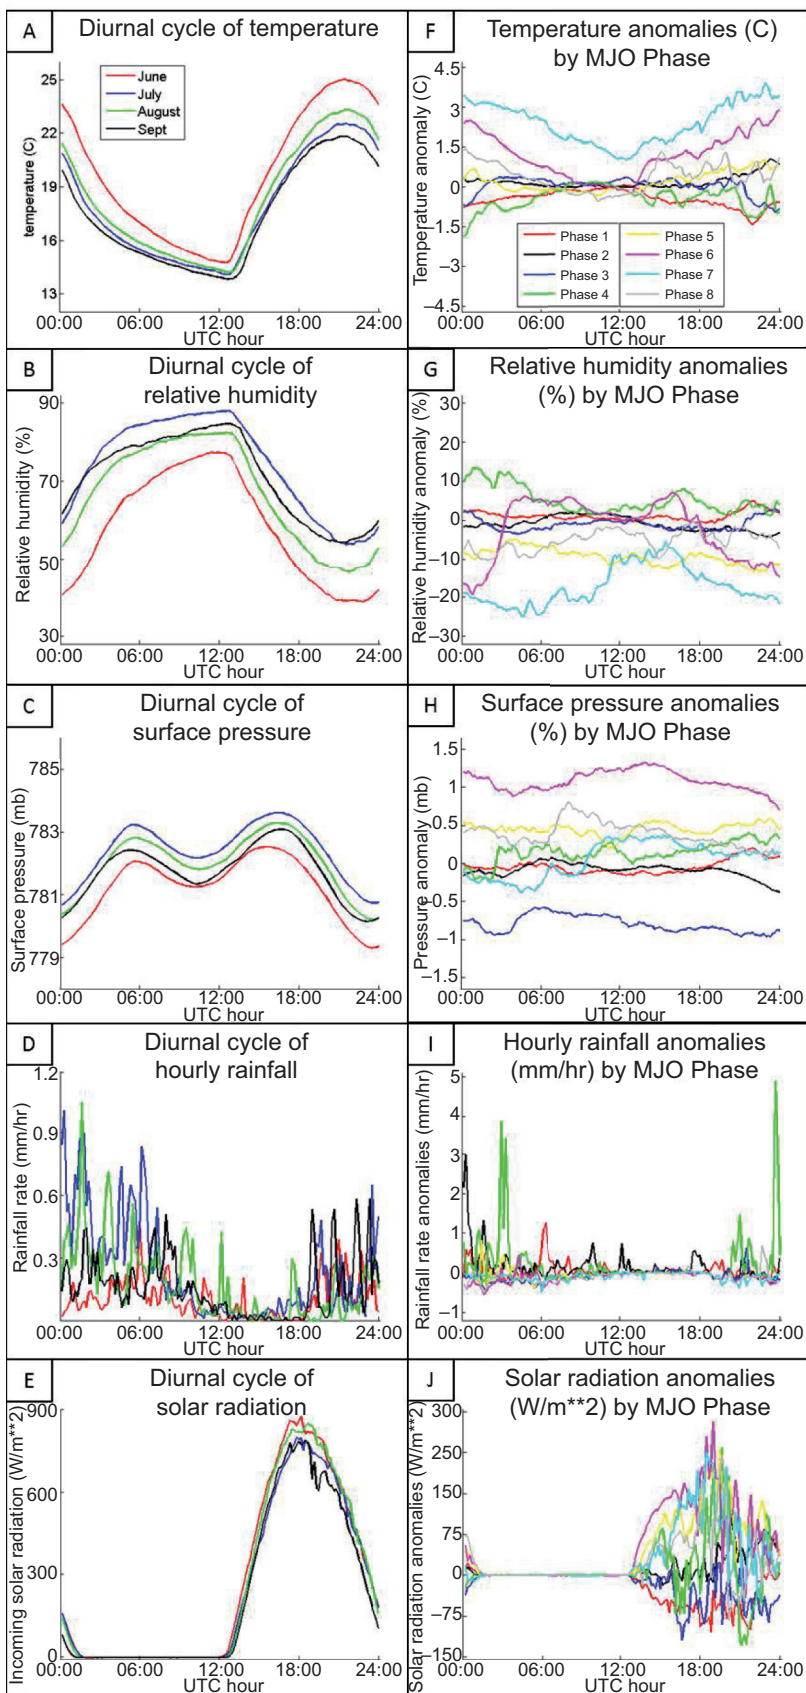 A
Diurnal cycle of temperature
temperature (C)
25
22
19
16
13
June
July
August
Sept
00:00 06:00 12:00 18:00 24:00
UTC hour
F
Temperature anomalies (C)
by MJO Phase
Temperature anomaly (C)
4.5
3
1.5
0
−1.5
−3
−4.5
Phase 1
Phase 2
Phase 3
Phase 4
Phase 5
Phase 6
Phase 7
Phase 8
00:00 06:00 12:00 18:00 24:00
UTC hour
B
Diurnal cycle of
relative humidity
Relative humidity (%)
90
70
50
30
00:00 06:00 12:00 18:00 24:00
UTC hour
G
Relative humidity anomalies
(%) by MJO Phase
Relative humidity anomaly (%)
30
20
10
0
−10
−20
−30
00:00 06:00 12:00 18:00 24:00
UTC hour
C
Diurnal cycle of
surface pressure
Surface pressure (mb)
785
783
781
779
00:00 06:00 12:00 18:00 24:00
UTC hour
H
Surface pressure anomalies
(%) by MJO Phase
Pressure anomaly (mb)
1.5
1
0.5
0
−0.5
−1
−1.5
00:00 06:00 12:00 18:00 24:00
UTC hour
D
Diurnal cycle of
hourly rainfall
Rainfall rate (mm/hr)
1.2
0.9
0.6
0.3
00:00 06:00 12:00 18:00 24:00
UTC hour
I
Hourly rainfall anomalies
(mm/hr) by MJO Phase
Rainfall rate anomalies (mm/hr)
5
4
3
2
1
0
−1
00:00 06:00 12:00 18:00 24:00
UTC hour
E
Diurnal cycle of
solar radiation
Incoming solar radiation (W/m**2)
900
600
300
0
00:00 06:00 12:00 18:00 24:00
UTC hour
J
Solar radiation anomalies
(W/m**2) by MJO Phase
Solar radiation anomalies (W/m**2)
300
225
150
75
0
−75
−150
00:00 06:00 12:00 18:00 24:00
UTC hour